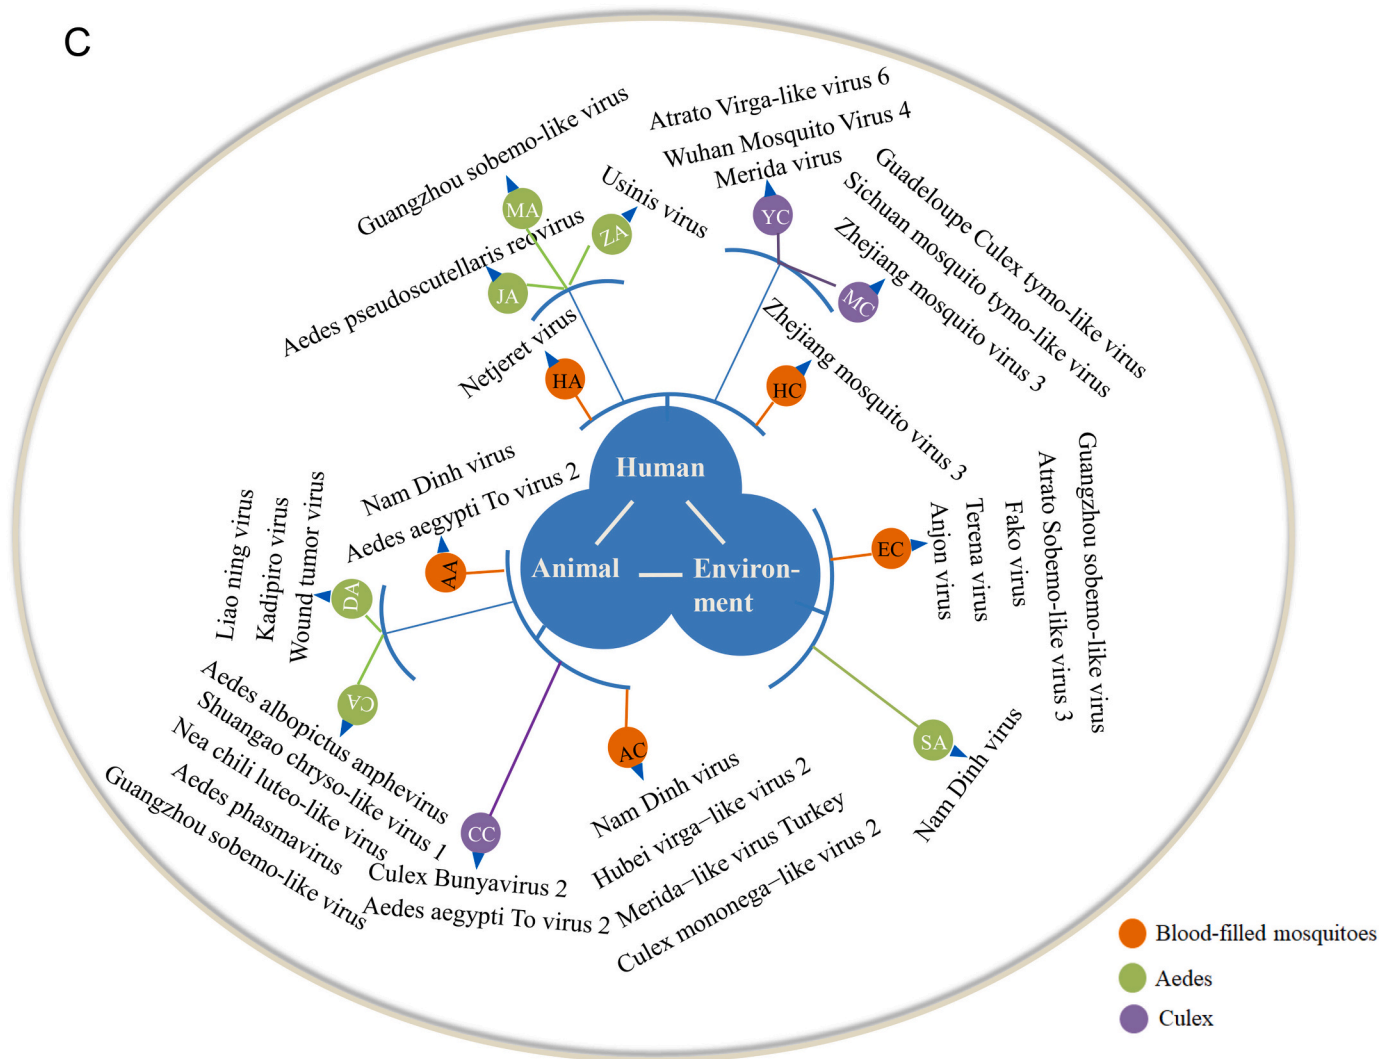 C
Guangzhou sobemo-like virus
MA
Aedes pseudoscutellaris reovirus
JA
Usinis virus
ZA
Netjeret virus
HA
Atrato Virga-like virus 6
Wuhan Mosquito Virus 4
Merida virus
YC
Guadeloupe Culex tymo-like virus
Sichuan mosquito tymo-like virus
Zhejiang mosquito virus 3
MC
Zhejiang mosquito virus 3
HC
Human
Animal
Environ-
ment
Nam Dinh virus
Aedes aegypti To virus 2
AA
Liao ning virus
Kadipiro virus
Wound tumor virus
DA
CA
Aedes albopictus anphevirus
Shuangao chryso-like virus 1
Nea chili luteo-like virus
Aedes phasmavirus
Guangzhou sobemo-like virus
CC
Culex Bunyavirus 2
Aedes aegypti To virus 2
AC
Nam Dinh virus
Hubei virga−like virus 2
Merida−like virus Turkey
Culex mononega−like virus 2
EC
Anjon virus
Terena virus
Fako virus
Atrato Sobemo-like virus 3
Guangzhou sobemo-like virus
SA
Nam Dinh virus
Blood-filled mosquitoes
Aedes
Culex